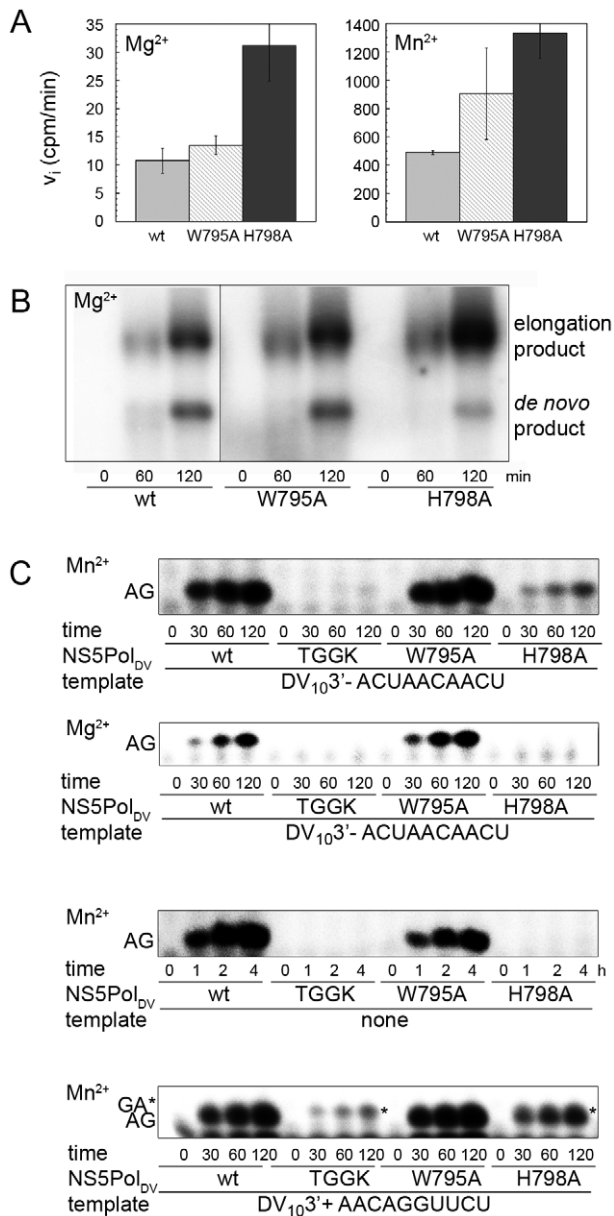 A
Mg2+
Mn2+
vi (cpm/min)
35
30
25
20
15
10
5
0
wt W795A H798A
1400
1200
1000
800
600
400
200
0
wt W795A H798A
B
Mg2+
elongation
product
de novo
product
0 60 120 0 60 120 0 60 120 min
wt W795A H798A
C
Mn2+
AG
time 0 30 60 120 0 30 60 120 0 30 60 120 0 30 60 120
NS5PolDV wt TGGK W795A H798A
template DV103'- ACUAACAACU
Mg2+
AG
time 0 30 60 120 0 30 60 120 0 30 60 120 0 30 60 120
NS5PolDV wt TGGK W795A H798A
template DV103'- ACUAACAACU
Mn2+
AG
time 0 1 2 4 0 1 2 4 0 1 2 4 0 1 2 4 h
NS5PolDV wt TGGK W795A H798A
template none
Mn2+
GA*
AG
* *
time 0 30 60 120 0 30 60 120 0 30 60 120 0 30 60 120
NS5PolDV wt TGGK W795A H798A
template DV103'+ AACAGGUUCU